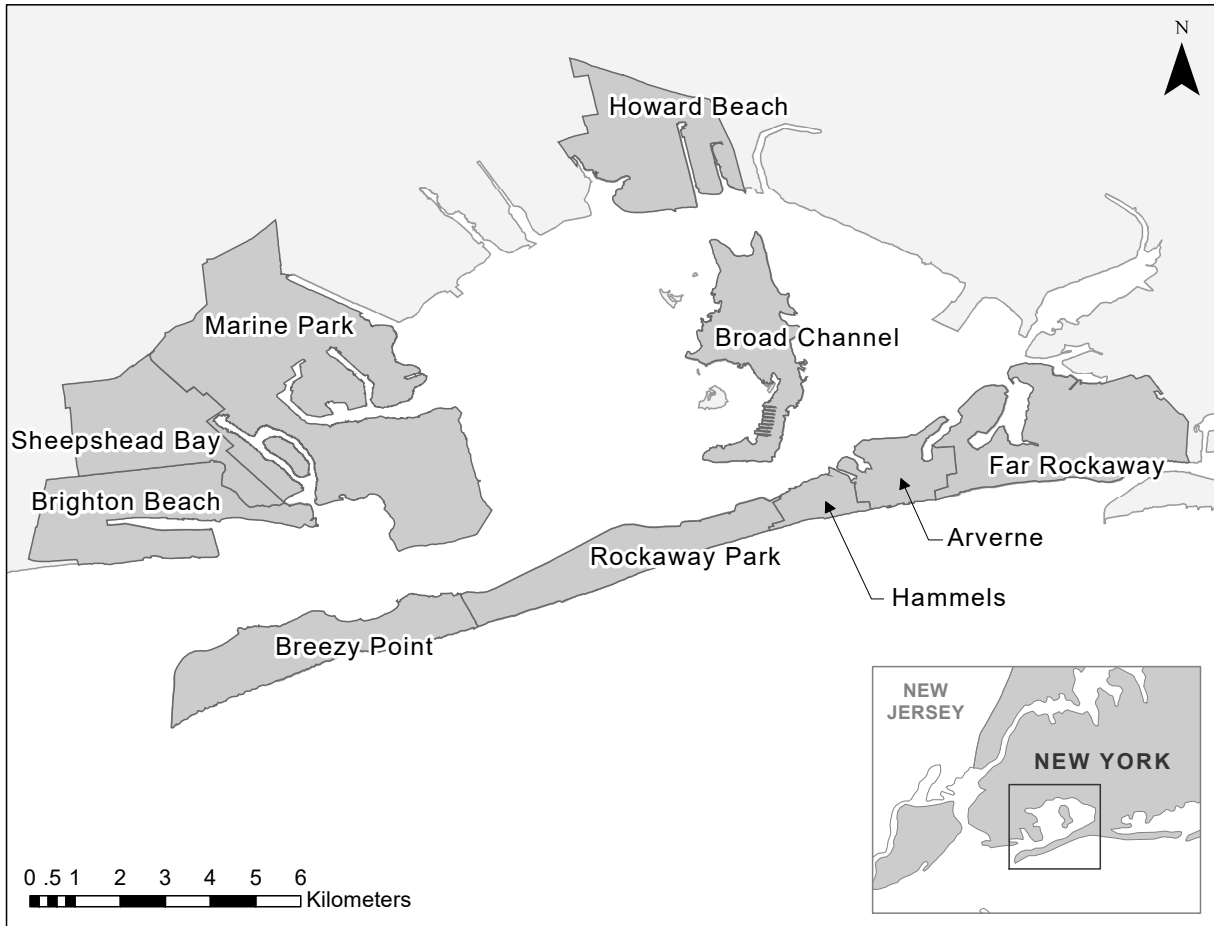 N
Howard Beach
Marine Park
Broad Channel
Sheepshead Bay
Far Rockaway
Brighton Beach
Arverne
Rockaway Park
Hammels
Breezy Point
NEW
JERSEY
NEW YORK
0 .5 1 2 3 4 5 6
Kilometers